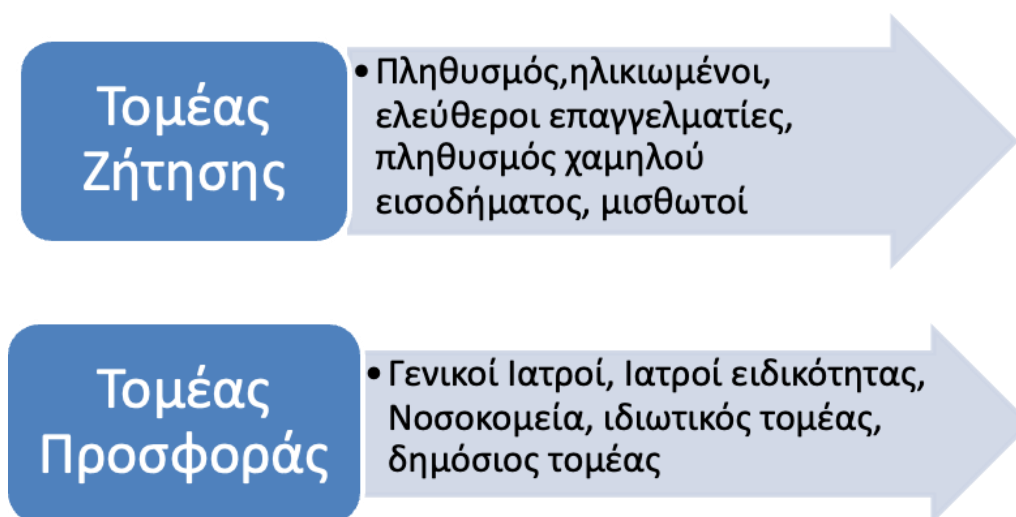 Τομέας
Ζήτησης
• Πληθυσμός,ηλικιωμένοι,
ελεύθεροι επαγγελματίες,
πληθυσμός χαμηλού
εισοδήματος, μισθωτοί
Τομέας
Προσφοράς
• Γενικοί Ιατροί, Ιατροί ειδικότητας,
Νοσοκομεία, ιδιωτικός τομέας,
δημόσιος τομέας